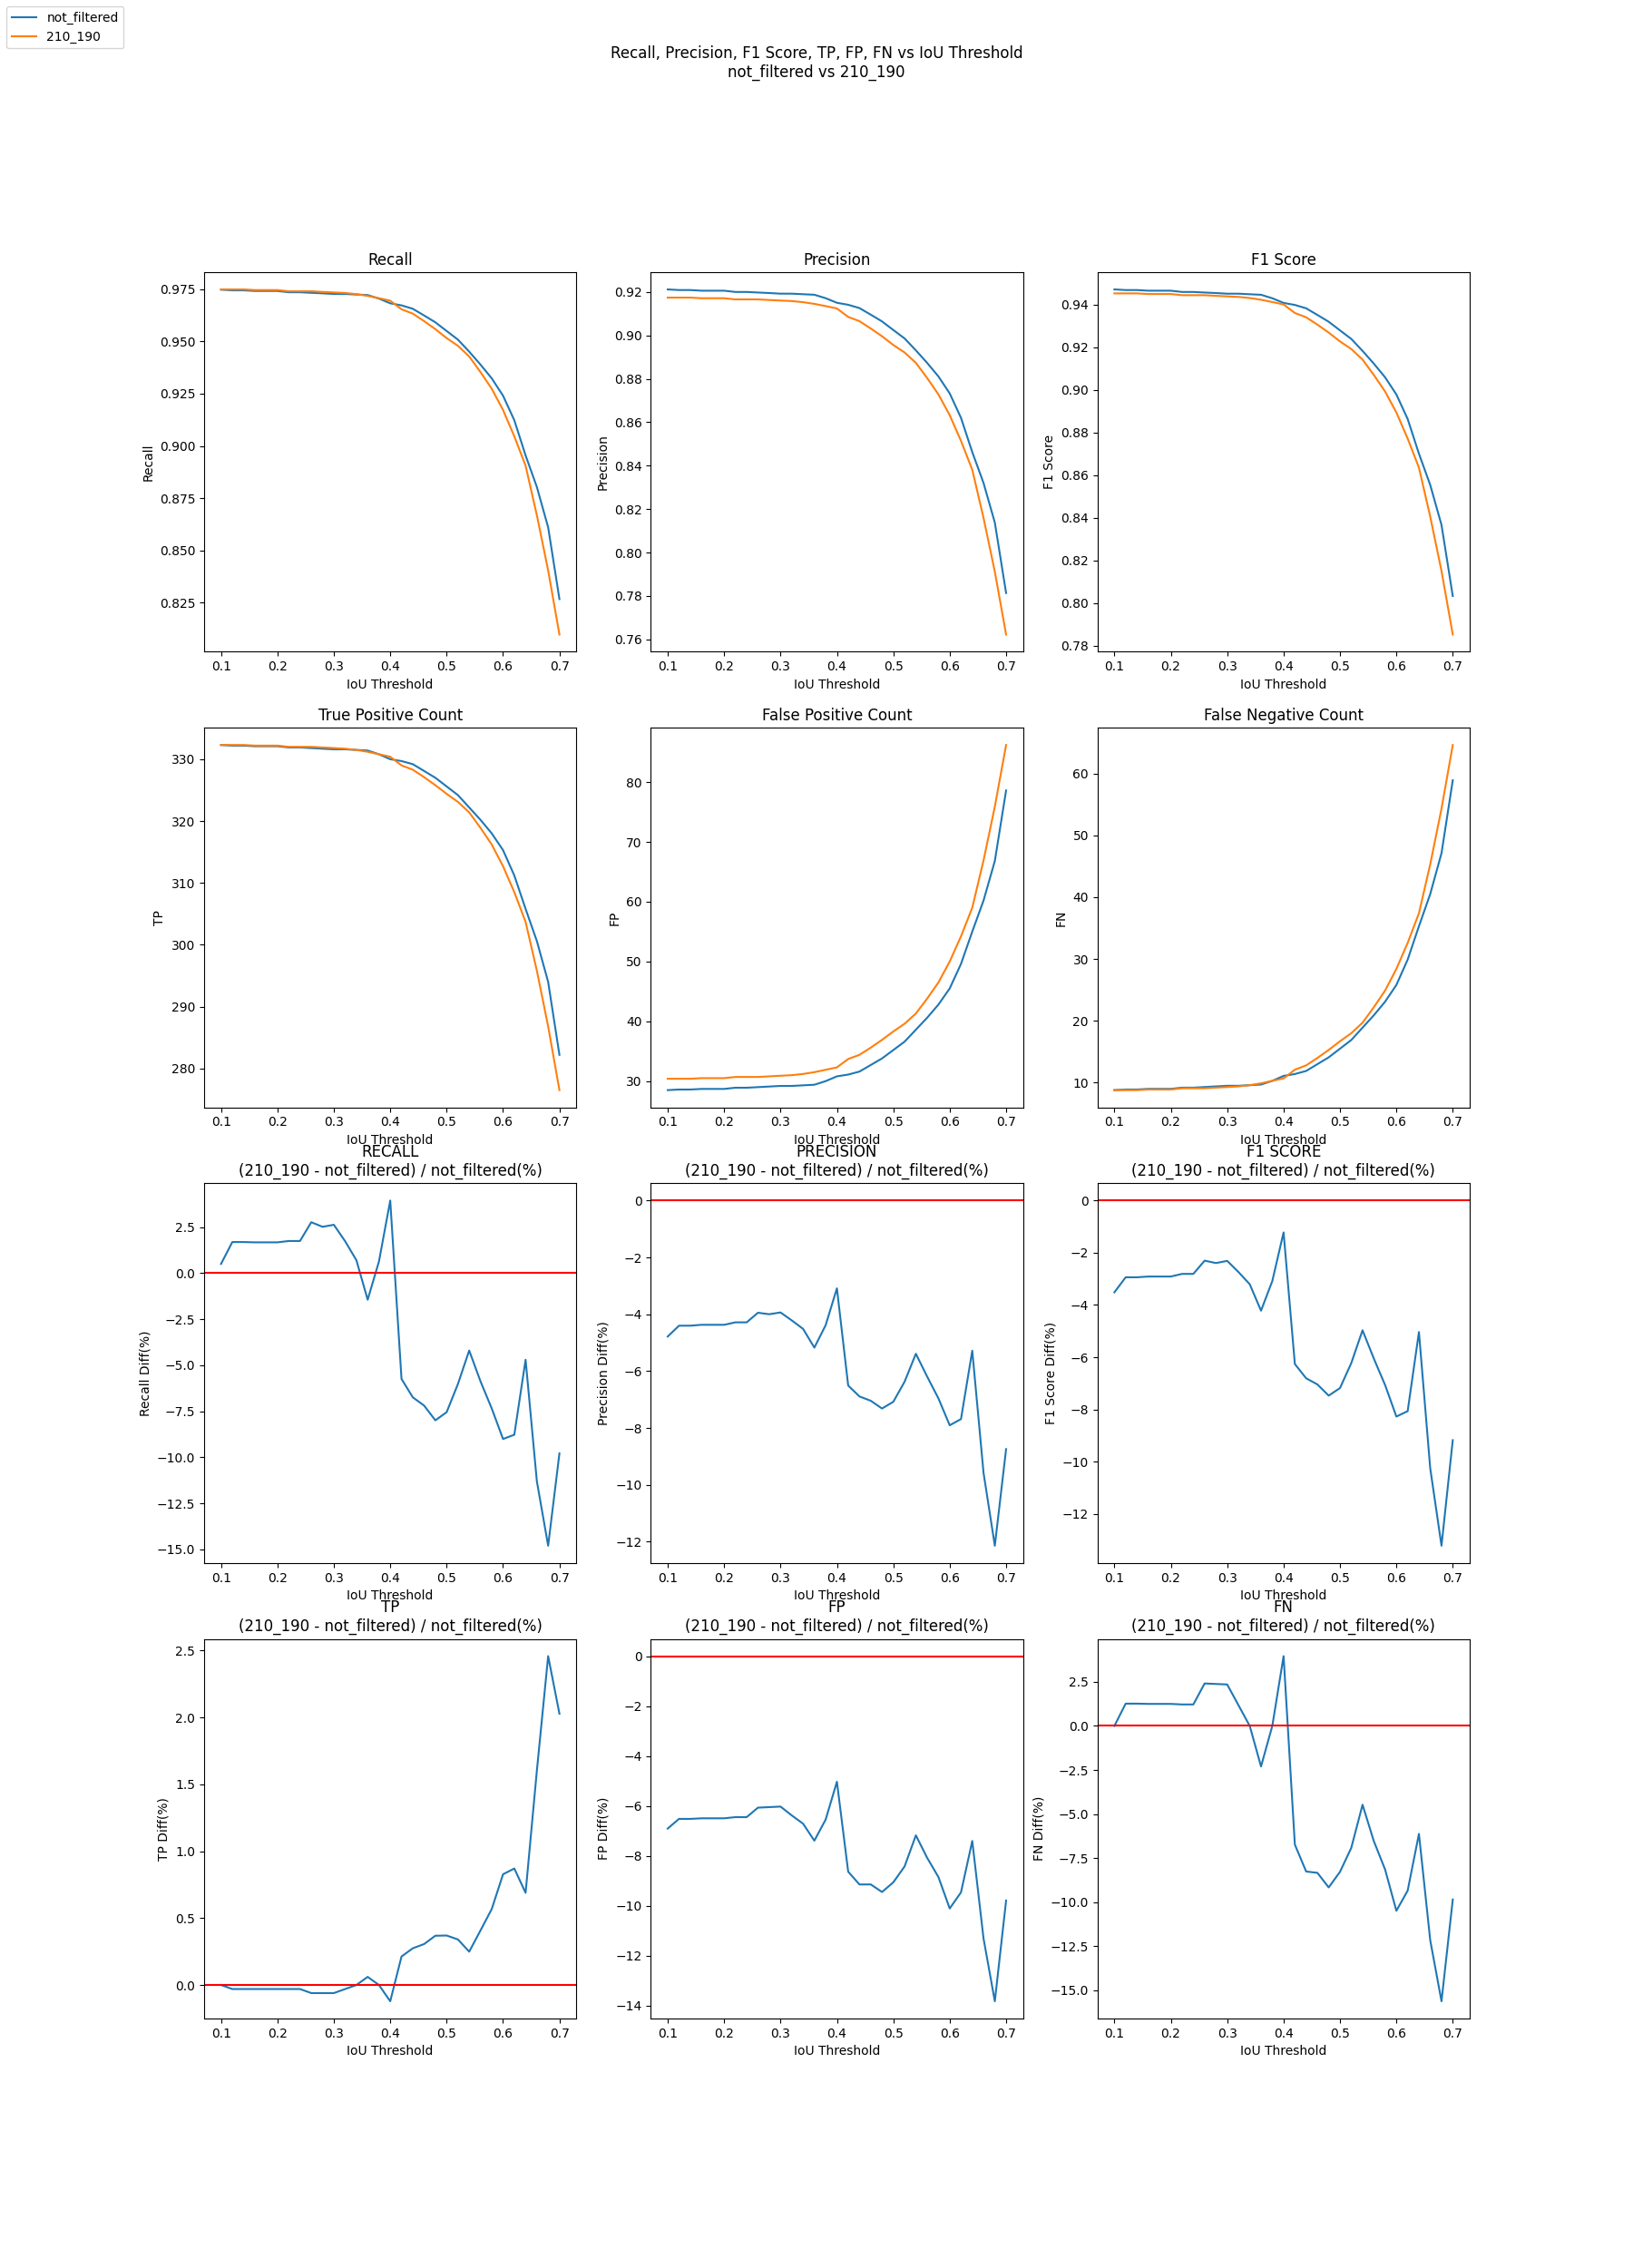 not_filtered
210_190
Recall, Precision, F1 Score, TP, FP, FN vs IoU Threshold
not_filtered vs 210_190
Recall
0.975
0.950
0.925
0.900
0.875
0.850
0.825
Recall
0.1 0.2 0.3 0.4 0.5 0.6 0.7
IoU Threshold
Precision
0.92
0.90
0.88
0.86
0.84
0.82
0.80
0.78
0.76
Precision
0.1 0.2 0.3 0.4 0.5 0.6 0.7
IoU Threshold
F1 Score
0.94
0.92
0.90
0.88
0.86
0.84
0.82
0.80
0.78
F1 Score
0.1 0.2 0.3 0.4 0.5 0.6 0.7
IoU Threshold
True Positive Count
330
320
310
300
290
280
TP
0.1 0.2 0.3 0.4 0.5 0.6 0.7
IoU Threshold
False Positive Count
80
70
60
50
40
30
FP
0.1 0.2 0.3 0.4 0.5 0.6 0.7
IoU Threshold
False Negative Count
60
50
40
30
20
10
FN
0.1 0.2 0.3 0.4 0.5 0.6 0.7
IoU Threshold
RECALL
(210_190 - not_filtered) / not_filtered(%)
2.5
0.0
−2.5
−5.0
−7.5
−10.0
−12.5
−15.0
Recall Diff(%)
0.1 0.2 0.3 0.4 0.5 0.6 0.7
IoU Threshold
PRECISION
(210_190 - not_filtered) / not_filtered(%)
0
−2
−4
−6
−8
−10
−12
Precision Diff(%)
0.1 0.2 0.3 0.4 0.5 0.6 0.7
IoU Threshold
F1 SCORE
(210_190 - not_filtered) / not_filtered(%)
0
−2
−4
−6
−8
−10
−12
F1 Score Diff(%)
0.1 0.2 0.3 0.4 0.5 0.6 0.7
IoU Threshold
TP
(210_190 - not_filtered) / not_filtered(%)
2.5
2.0
1.5
1.0
0.5
0.0
TP Diff(%)
0.1 0.2 0.3 0.4 0.5 0.6 0.7
IoU Threshold
FP
(210_190 - not_filtered) / not_filtered(%)
0
−2
−4
−6
−8
−10
−12
−14
FP Diff(%)
0.1 0.2 0.3 0.4 0.5 0.6 0.7
IoU Threshold
FN
(210_190 - not_filtered) / not_filtered(%)
2.5
0.0
−2.5
−5.0
−7.5
−10.0
−12.5
−15.0
FN Diff(%)
0.1 0.2 0.3 0.4 0.5 0.6 0.7
IoU Threshold